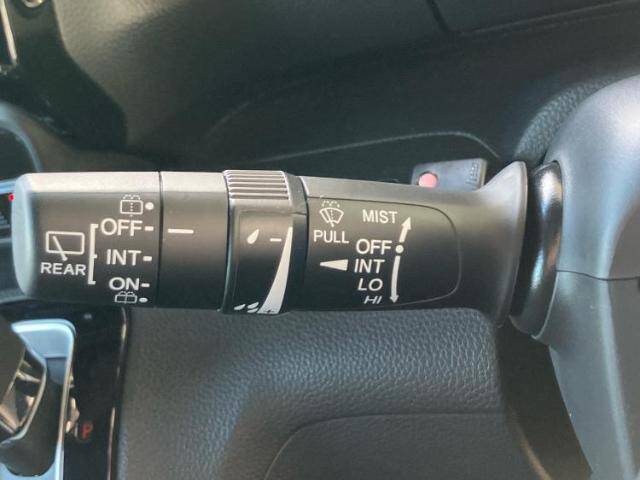 REAR
OFF
INT
ON
PULL
MIST
OFF
INT
LO
HI
P